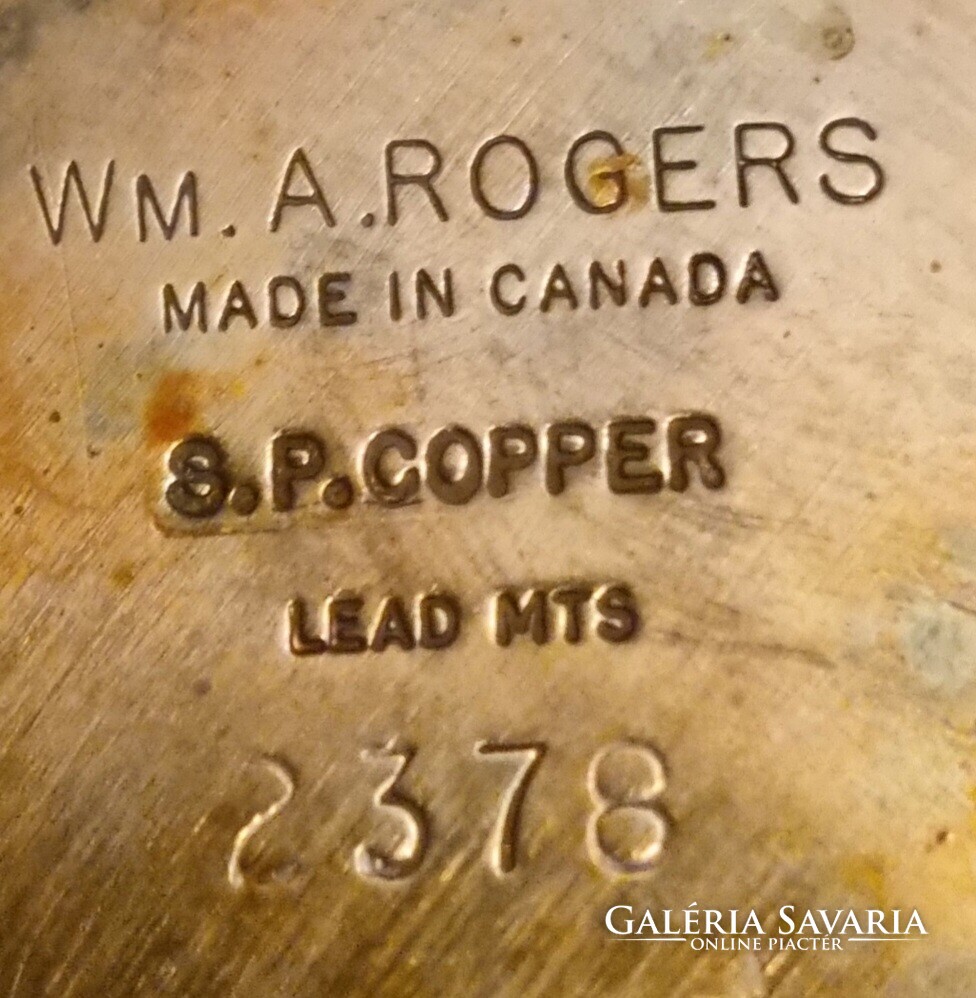 WM. A. ROGERS
MADE IN CANADA
S.P. COPPER
LEAD MTS
2378
GALÉRIA SAVARIA
ONLINE PIACTÉR